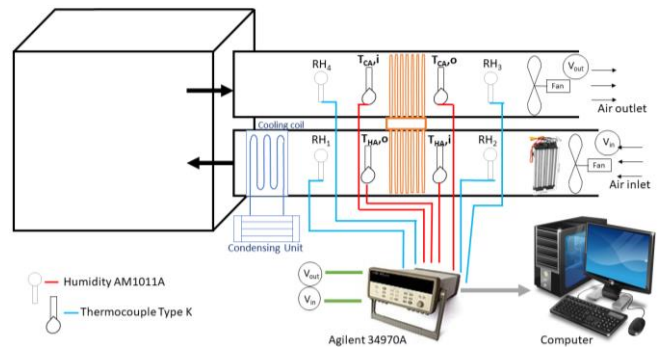 RH4
TCA,i
TCA,o
RH3
Vout
Fan
Air outlet
Cooling coil
RH1
THA,o
THA,i
RH2
Vin
Fan
Air inlet
Condensing Unit
Humidity AM1011A
Thermocouple Type K
Vout
Vin
Agilent 34970A
Computer